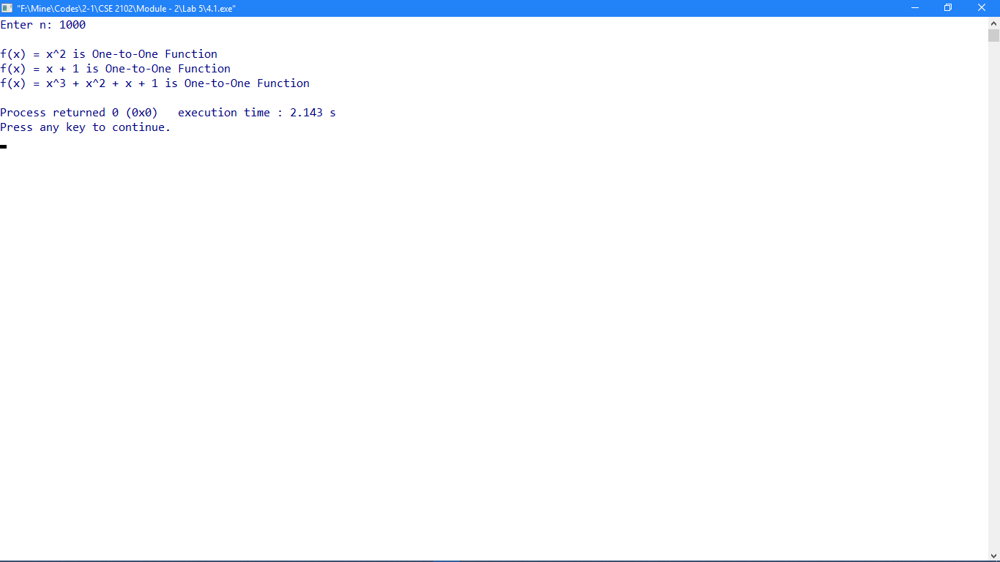 "F:\Mine\Codes\2-1\CSE 2102\Module - 2\Lab 5\4.1.exe"
Enter n: 1000
f(x) = x^2 is One-to-One Function
f(x) = x + 1 is One-to-One Function
f(x) = x^3 + x^2 + x + 1 is One-to-One Function
Process returned 0 (0x0)   execution time : 2.143 s
Press any key to continue.